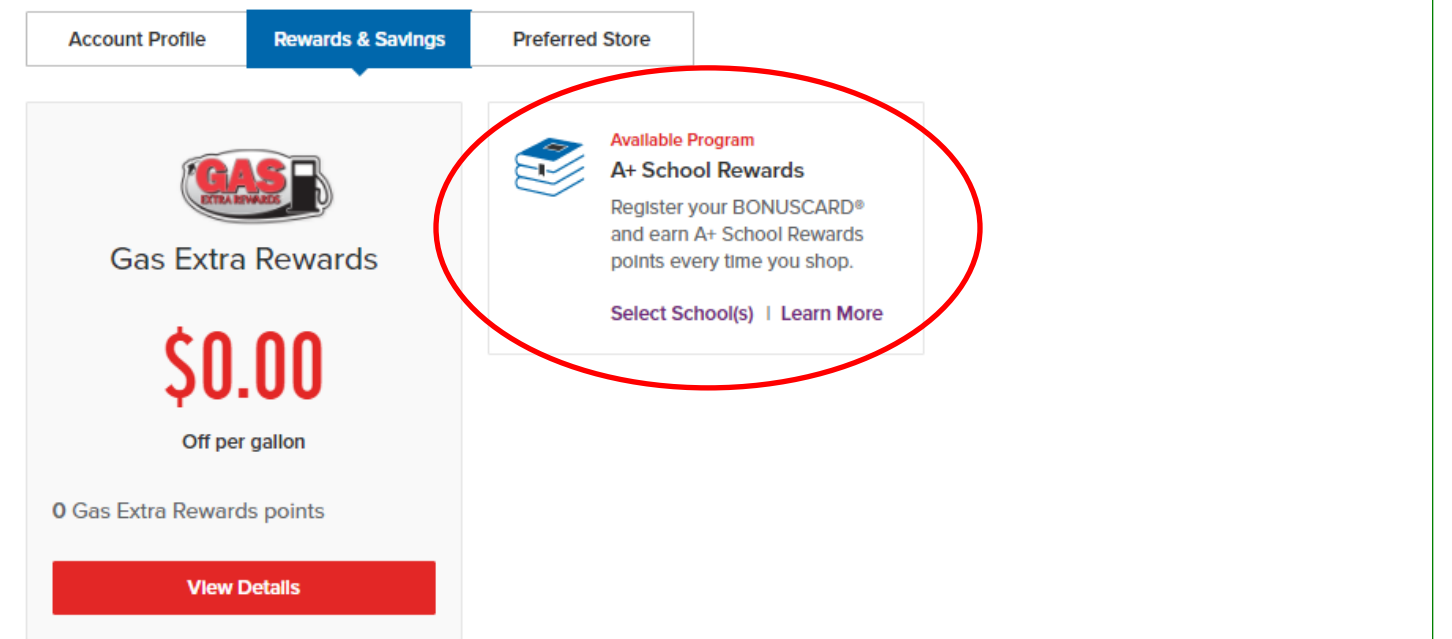 Account Profile
Rewards & Savings
Preferred Store
GAS
EXTRA REWARDS
Gas Extra Rewards
$0.00
Off per gallon
0 Gas Extra Rewards points
View Details
Available Program
A+ School Rewards
Register your BONUSCARD®
and earn A+ School Rewards
points every time you shop.
Select School(s) | Learn More